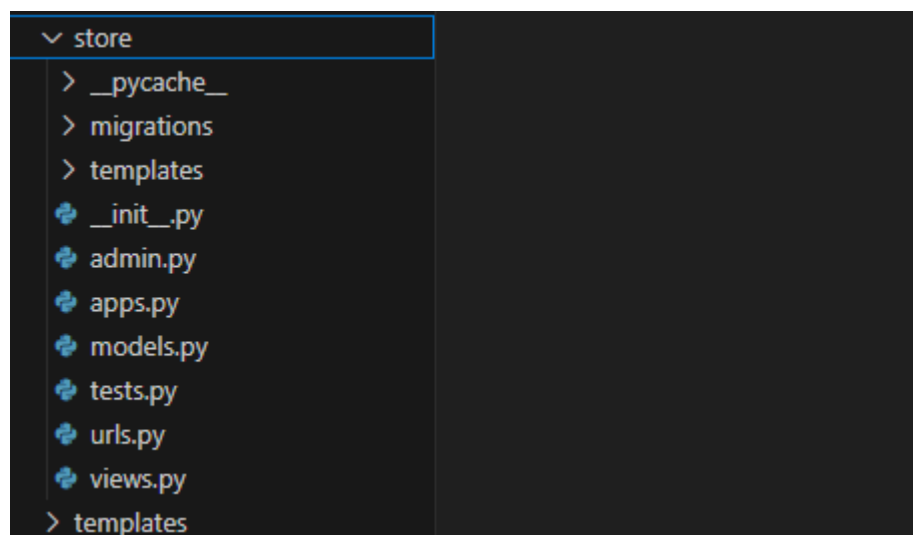 store
__pycache__
migrations
templates
__init__.py
admin.py
apps.py
models.py
tests.py
urls.py
views.py
templates